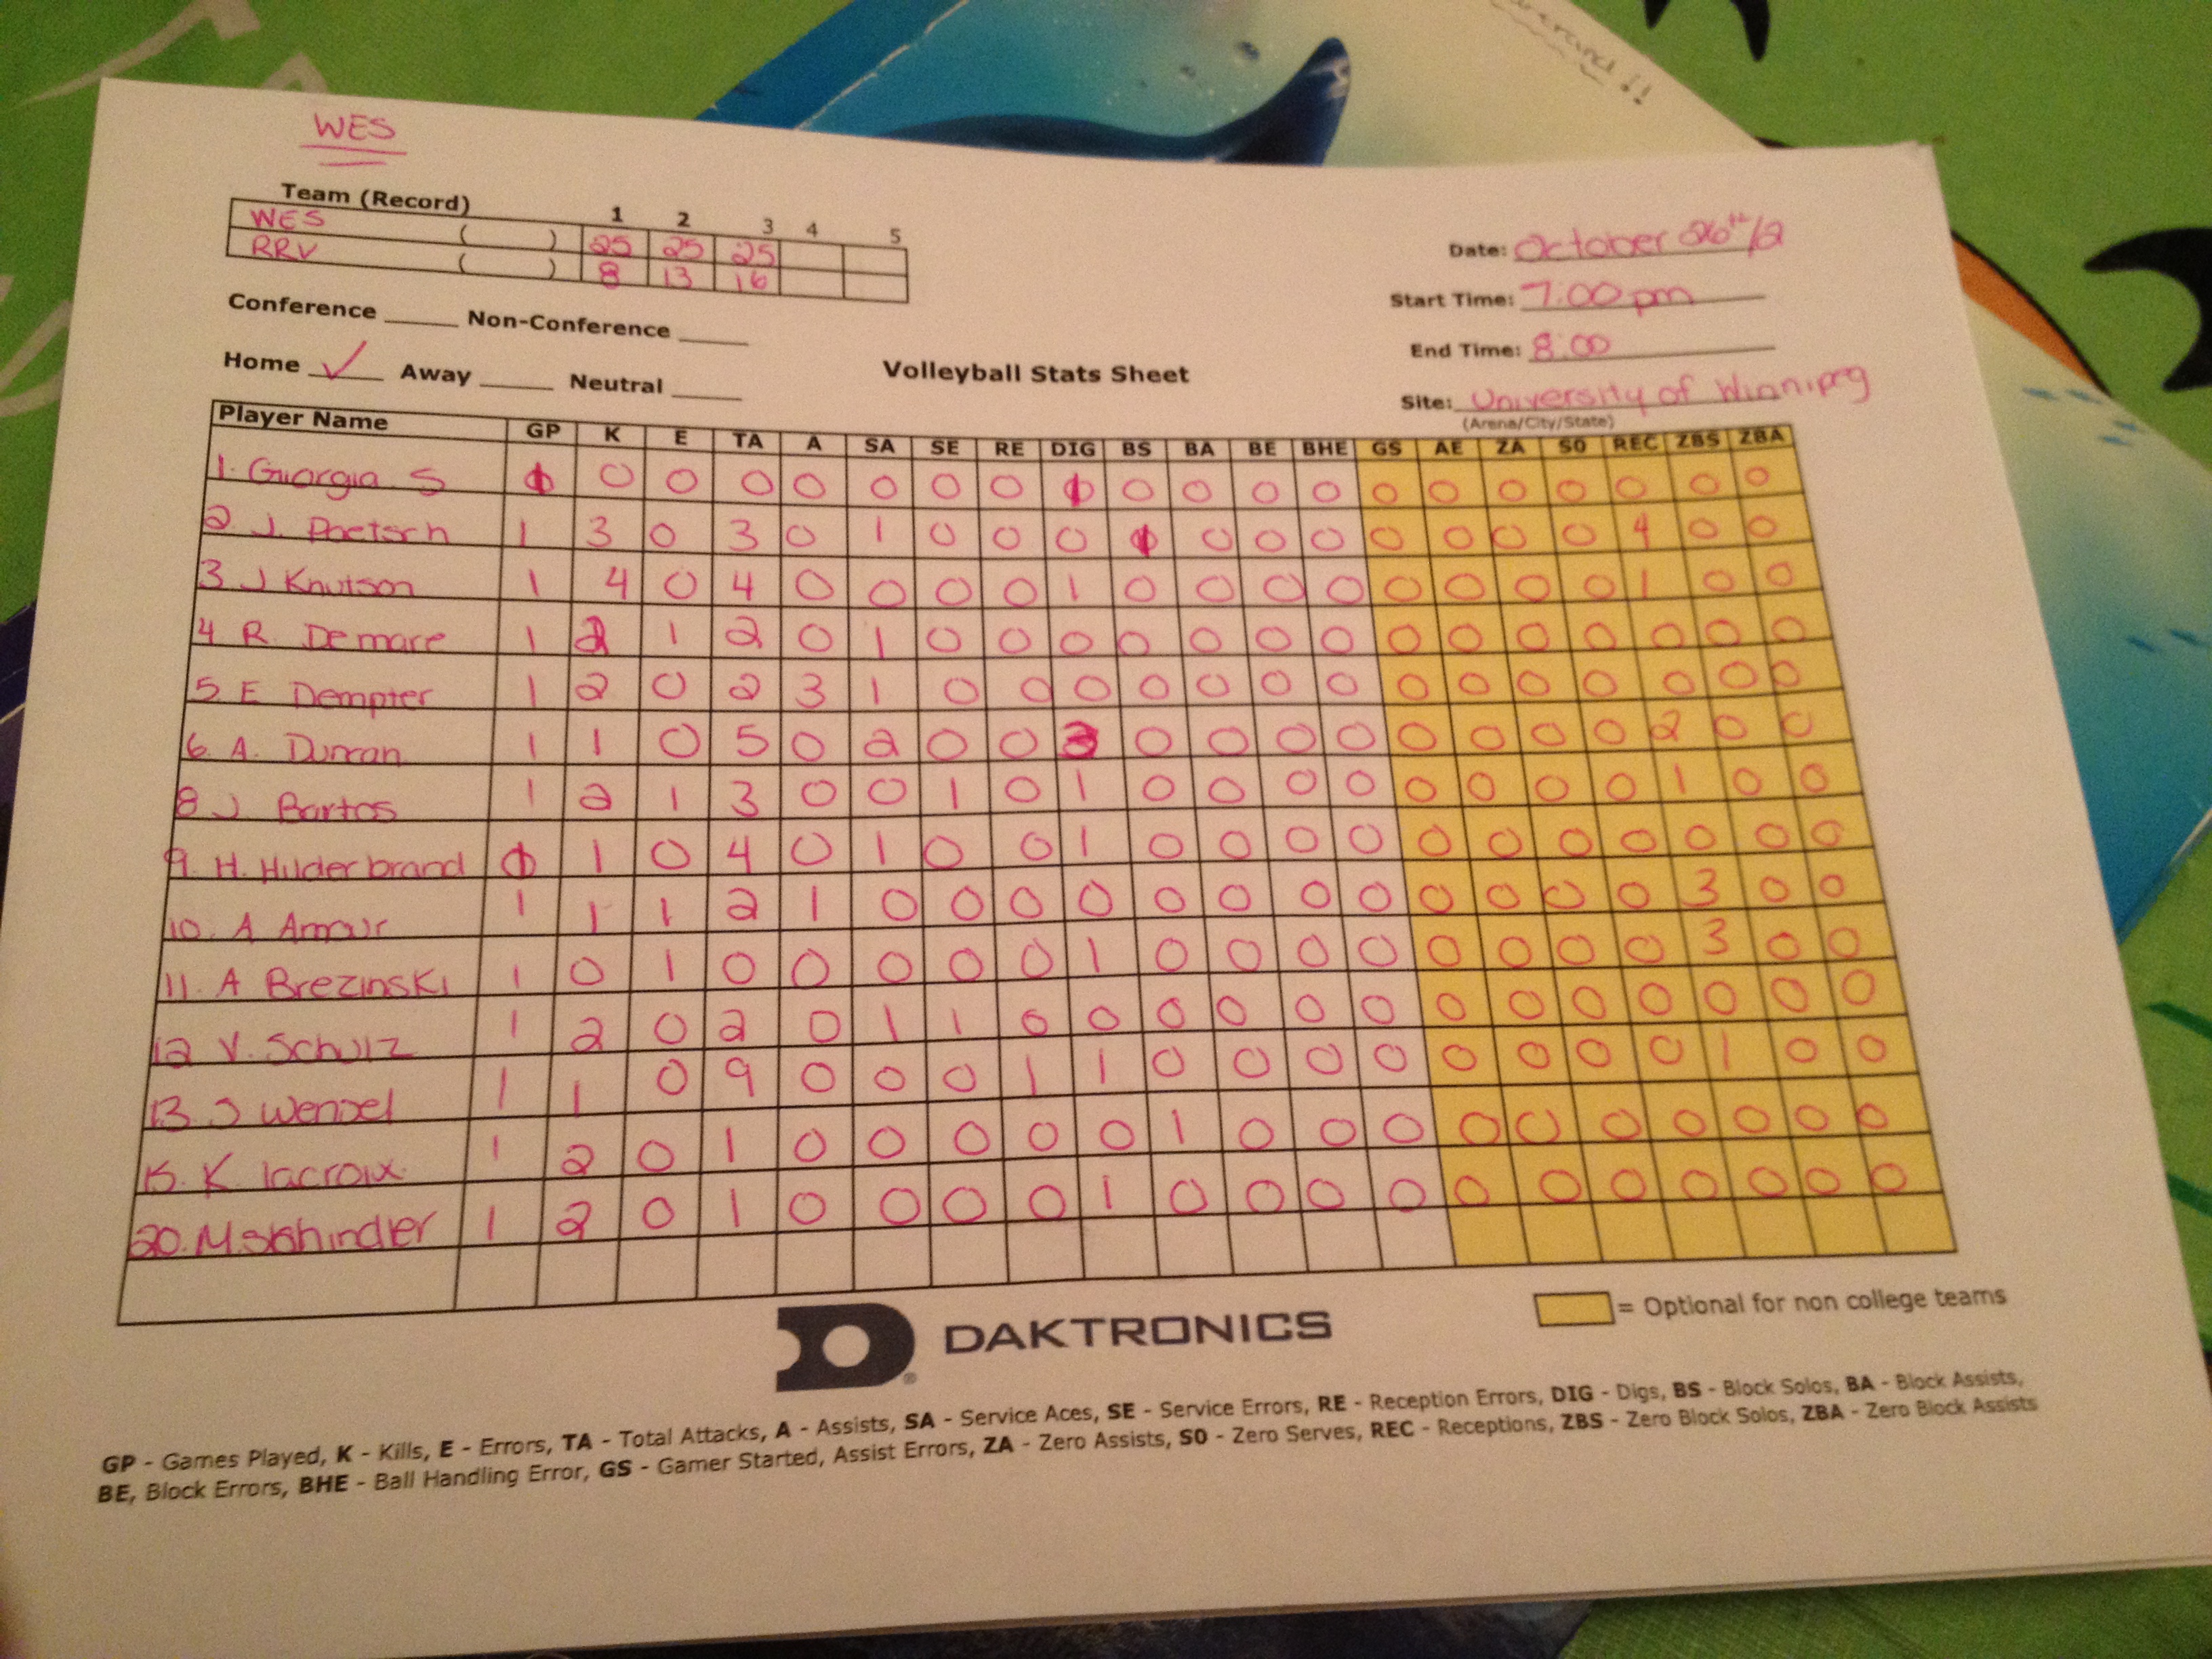 WES
Team (Record) 1 2 3 4 5
WES ( ) 25 25 25
RRV ( ) 8 13 16
Conference Non-Conference
Home ✓ Away Neutral
Volleyball Stats Sheet
Date: October 26th/2
Start Time: 7:00 pm
End Time: 8:00
Site: University of Winnipeg
(Arena/City/State)
Player Name GP K E TA A SA SE RE DIG BS BA BE BHE GS AE ZA SO REC ZBS ZBA
1. Georgia S 1 0 0 0 0 0 0 0 1 0 0 0 0 0 0 0 0 0 0 0
2 J. Poetsch 1 3 0 3 0 1 0 0 0 1 0 0 0 0 0 0 0 4 0 0
3 J Knutson 1 4 0 4 0 0 0 0 1 0 0 0 0 0 0 0 0 1 0 0
4 R. Demare 1 2 1 2 0 1 0 0 0 0 0 0 0 0 0 0 0 0 0 0
5. E Dempter 1 2 0 2 3 1 0 0 0 0 0 0 0 0 0 0 0 0 0 0
6. A. Duncan 1 1 0 5 0 2 0 0 3 0 0 0 0 0 0 0 0 2 0 0
8 J. Bartos 1 2 1 3 0 0 1 0 1 0 0 0 0 0 0 0 0 1 0 0
9. H. Hilderbrand 1 1 0 4 0 1 0 0 1 0 0 0 0 0 0 0 0 0 0 0
10. A Amour 1 1 1 2 1 0 0 0 0 0 0 0 0 0 0 0 0 3 0 0
11. A Brezinski 1 0 1 0 0 0 0 0 1 0 0 0 0 0 0 0 0 3 0 0
12 V. Schulz 1 2 0 2 0 1 1 0 0 0 0 0 0 0 0 0 0 0 0 0
13. J Wenzel 1 1 0 9 0 0 0 1 1 0 0 0 0 0 0 0 0 1 0 0
15. K. lacroix 1 2 0 1 0 0 0 0 0 1 0 0 0 0 0 0 0 0 0 0
20. M. 1 2 0 1 0 0 0 0 1 0 0 0 0 0 0 0 0 0 0 0
= Optional for non college teams
DAKTRONICS
GP - Games Played, K - Kills, E - Errors, TA - Total Attacks, A - Assists, SA - Service Aces, SE - Service Errors, RE - Reception Errors, DIG - Digs, BS - Block Solos, BA - Block Assists,
BE, Block Errors, BHE - Ball Handling Error, GS - Gamer Started, Assist Errors, ZA - Zero Assists, S0 - Zero Serves, REC - Receptions, ZBS - Zero Block Solos, ZBA - Zero Block Assists